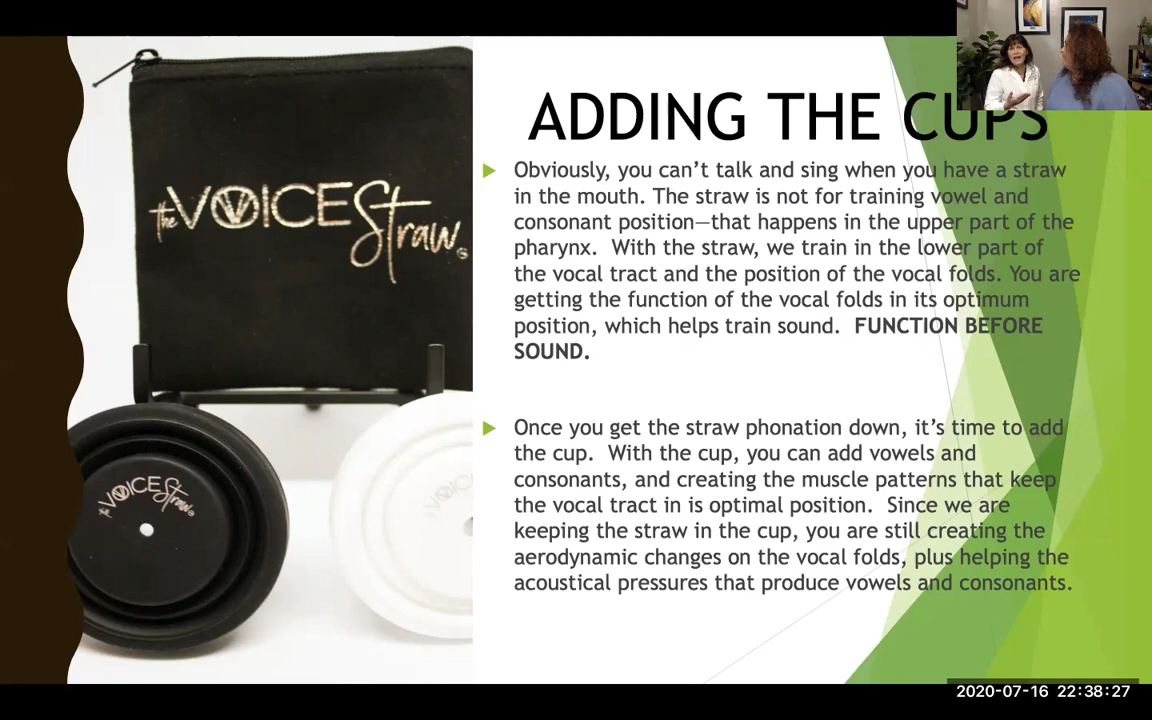 ADDING THE CUPS
Obviously, you can't talk and sing when you have a straw
in the mouth. The straw is not for training vowel and
consonant position—that happens in the upper part of the
pharynx.  With the straw, we train in the lower part of
the vocal tract and the position of the vocal folds. You are
getting the function of the vocal folds in its optimum
position, which helps train sound.  FUNCTION BEFORE
SOUND.
Once you get the straw phonation down, it's time to add
the cup.  With the cup, you can add vowels and
consonants, and creating the muscle patterns that keep
the vocal tract in is optimal position.  Since we are
keeping the straw in the cup, you are still creating the
aerodynamic changes on the vocal folds, plus helping the
acoustical pressures that produce vowels and consonants.
the VOICE Straw
the VOICE Straw
the VOICE Straw
2020-07-16 22:38:27